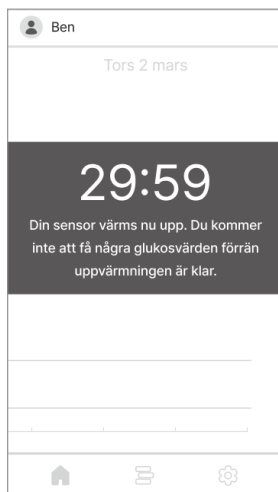 Ben
Tors 2 mars
29:59
Din sensor värms nu upp. Du kommer
inte att få några glukosvärden förrän
uppvärmningen är klar.